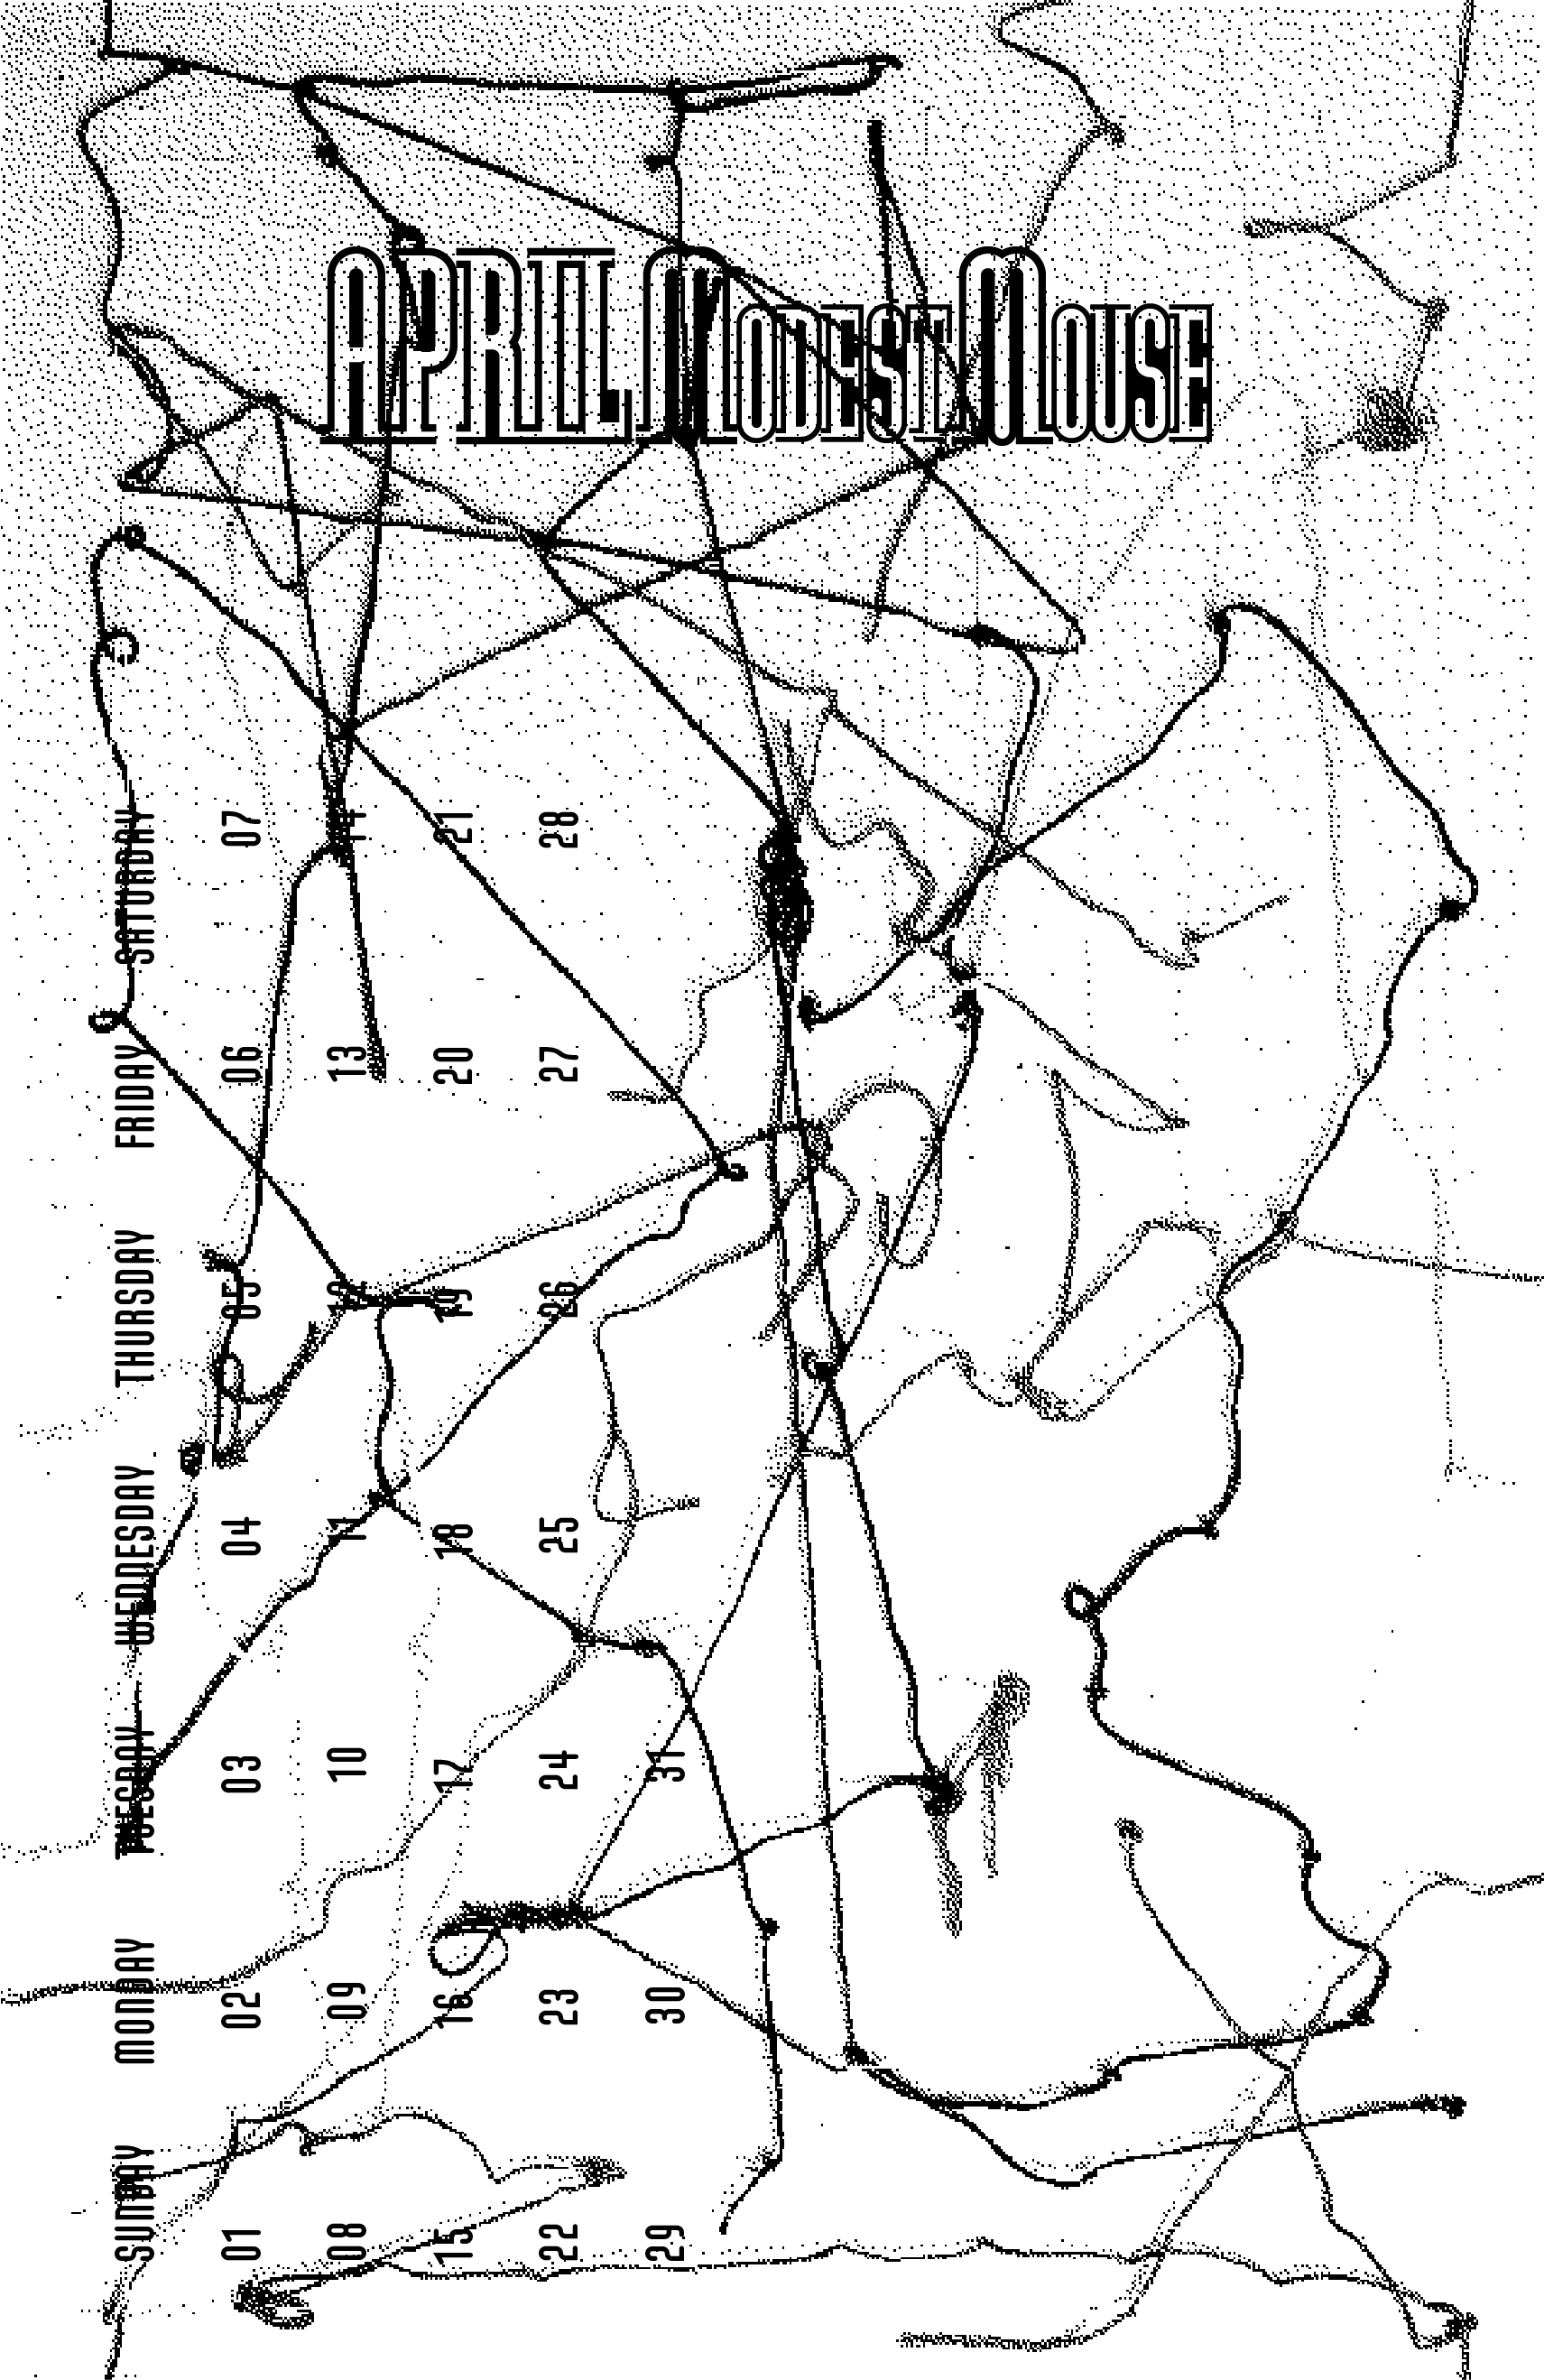 APRIL, MODEST MOUSE
SUNDAY MONDAY TUESDAY WEDNESDAY THURSDAY FRIDAY SATURDAY
01 02 03 04 05 06 07
08 09 10 11 12 13 14
15 16 17 18 19 20 21
22 23 24 25 26 27 28
29 30 31